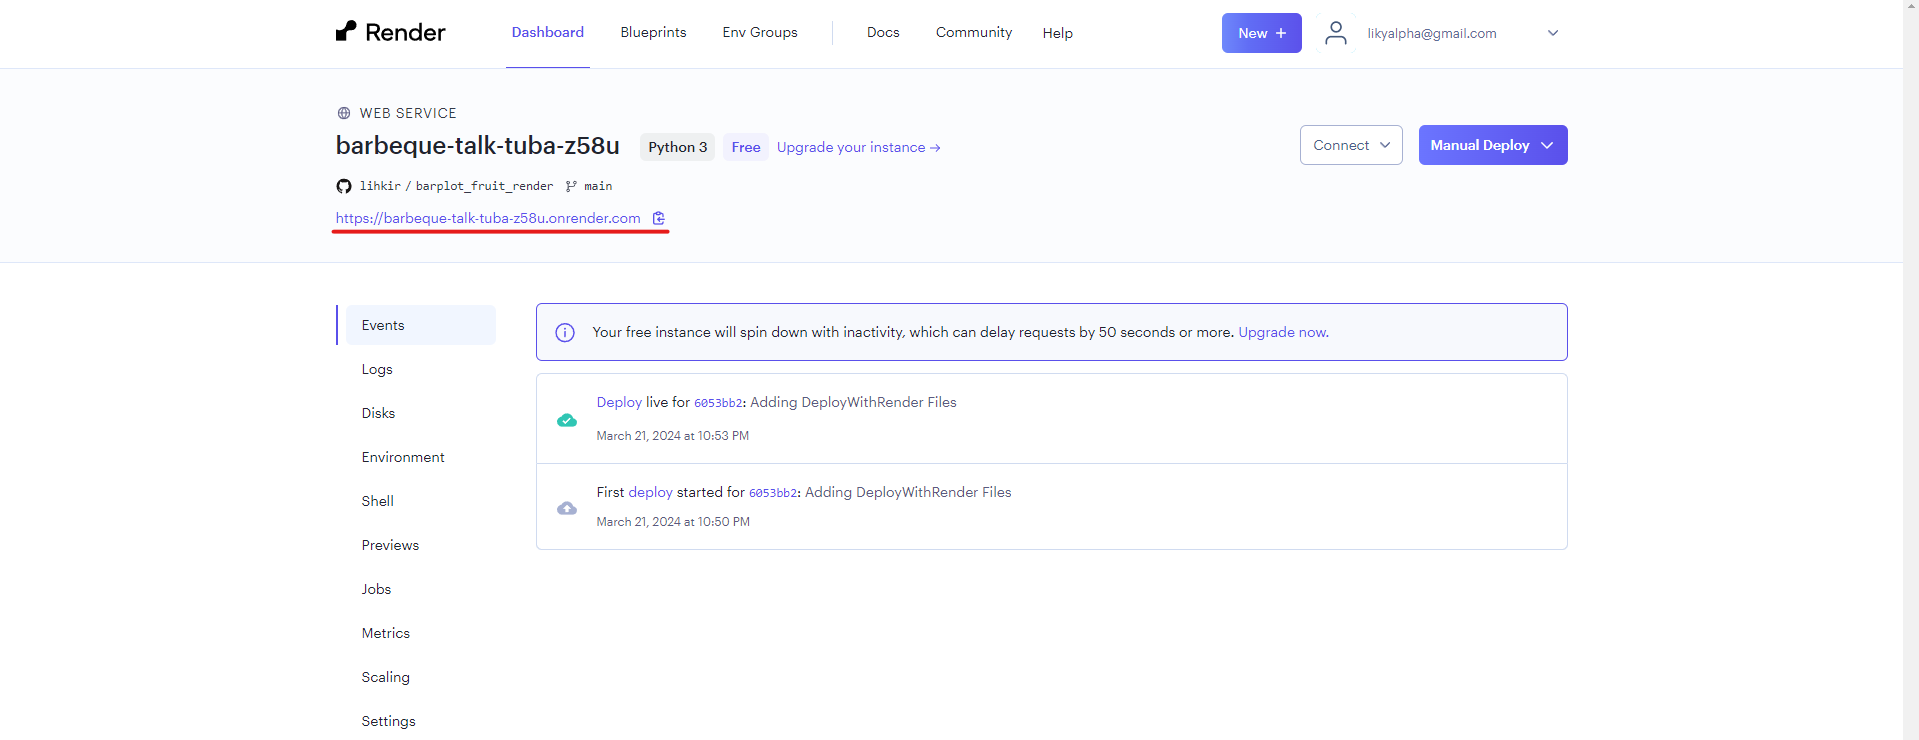 Render
Dashboard
Blueprints
Env Groups
Docs
Community
Help
New +
likyalpha@gmail.com
WEB SERVICE
barbeque-talk-tuba-z58u
Python 3
Free
Upgrade your instance →
Connect
Manual Deploy
lihkir / barplot_fruit_render
main
https://barbeque-talk-tuba-z58u.onrender.com
Events
Logs
Disks
Environment
Shell
Previews
Jobs
Metrics
Scaling
Settings
Your free instance will spin down with inactivity, which can delay requests by 50 seconds or more. Upgrade now.
Deploy live for 6053bb2: Adding DeployWithRender Files
March 21, 2024 at 10:53 PM
First deploy started for 6053bb2: Adding DeployWithRender Files
March 21, 2024 at 10:50 PM